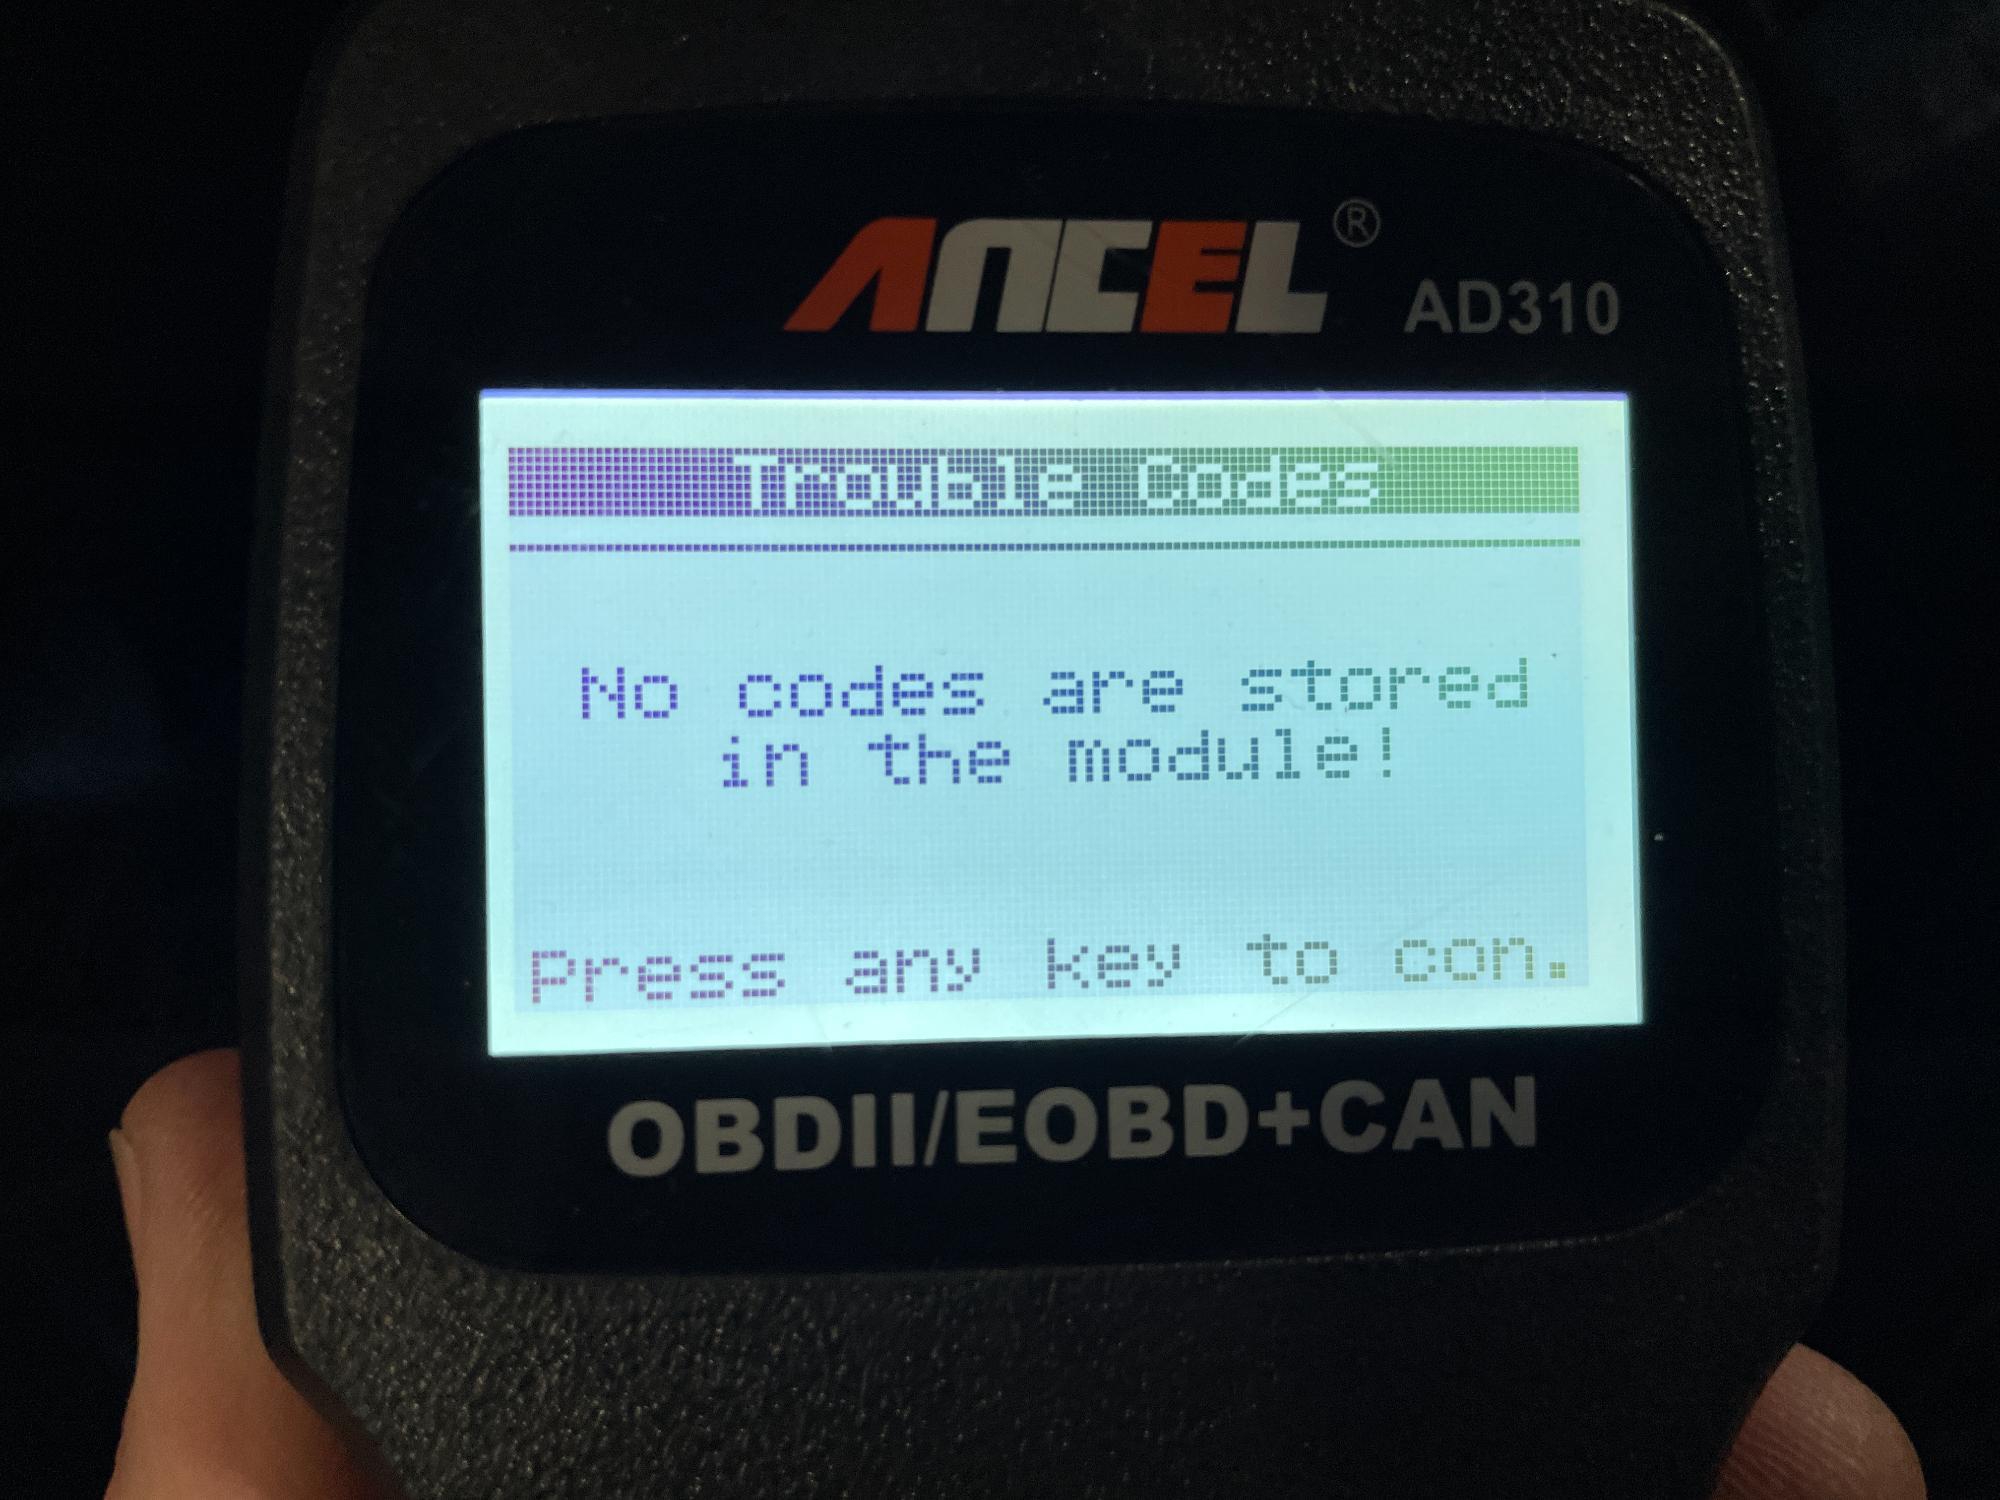 ANCEL®
AD310
Trouble Codes
No codes are stored
in the module!
Press any key to con.
OBDII/EOBD+CAN